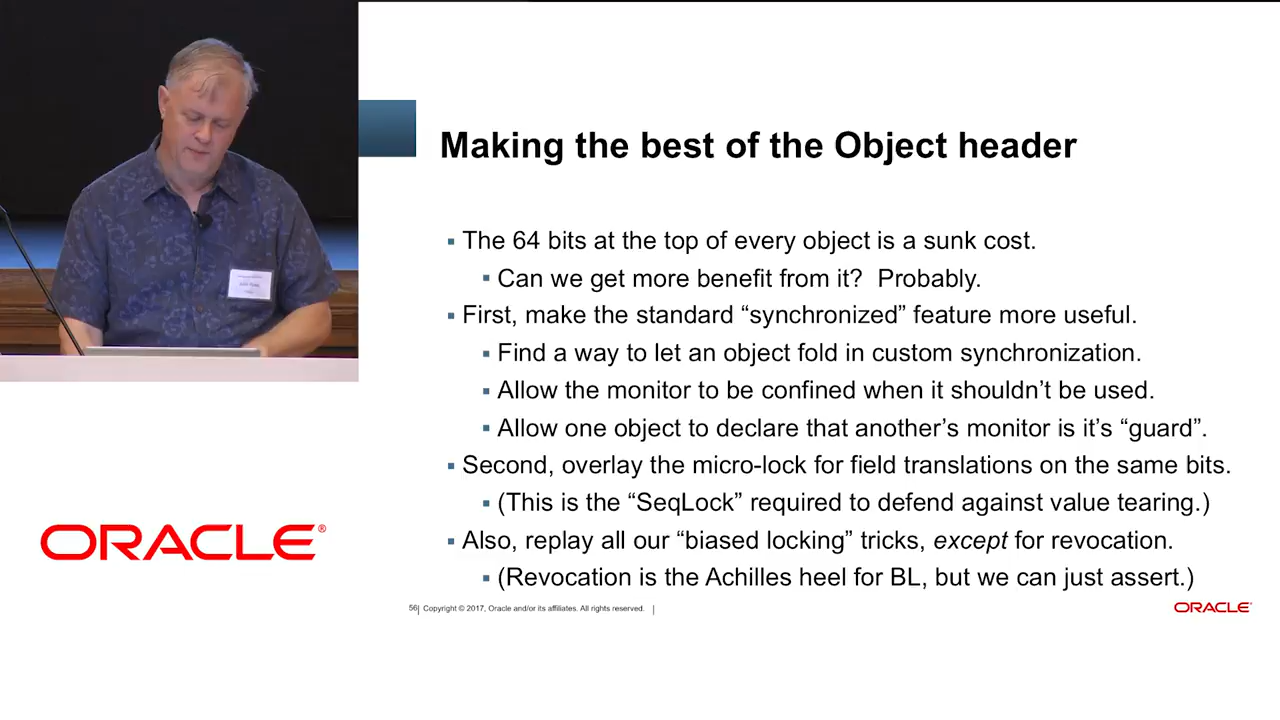 Making the best of the Object header
▪ The 64 bits at the top of every object is a sunk cost.
▪ Can we get more benefit from it? Probably.
▪ First, make the standard “synchronized” feature more useful.
▪ Find a way to let an object fold in custom synchronization.
▪ Allow the monitor to be confined when it shouldn’t be used.
▪ Allow one object to declare that another’s monitor is it’s “guard”.
▪ Second, overlay the micro-lock for field translations on the same bits.
▪ (This is the “SeqLock” required to defend against value tearing.)
▪ Also, replay all our “biased locking” tricks, except for revocation.
▪ (Revocation is the Achilles heel for BL, but we can just assert.)
ORACLE®
56| Copyright © 2017, Oracle and/or its affiliates. All rights reserved. |
ORACLE®